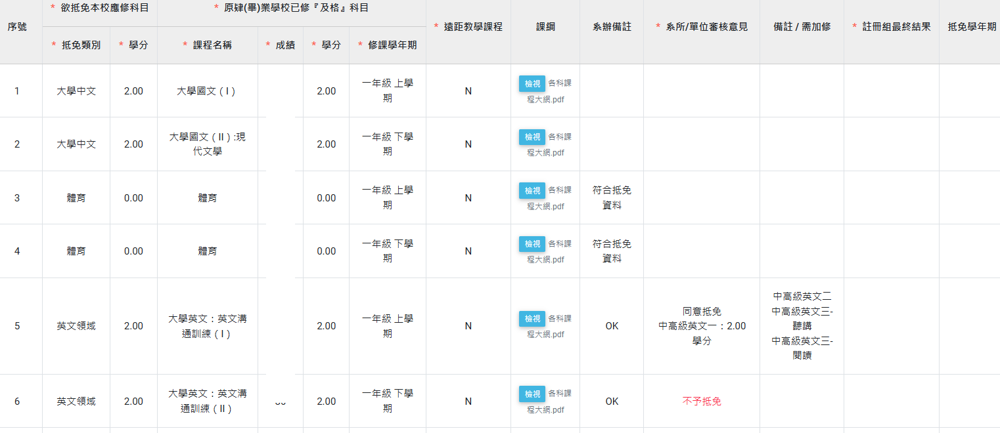 * 欲抵免本校應修科目
* 原肄(畢)業學校已修『及格』科目
序號
* 遠距教學課程
課綱
系辦備註
* 系所/單位審核意見
備註 / 需加修
* 註冊組最終結果
抵免學年期
* 抵免類別
* 學分
* 課程名稱
* 成績
* 學分
* 修課學年期
1
大學中文
2.00
大學國文 ( I )
2.00
一年級 上學
期
N
檢視 各科課
程大網.pdf
2
大學中文
2.00
大學國文 ( II ) :現
代文學
2.00
一年級 下學
期
N
檢視 各科課
程大網.pdf
3
體育
0.00
體育
0.00
一年級 上學
期
N
檢視 各科課
程大網.pdf
符合抵免
資料
4
體育
0.00
體育
0.00
一年級 下學
期
N
檢視 各科課
程大網.pdf
符合抵免
資料
5
英文領域
2.00
大學英文：英文溝
通訓練 ( I )
2.00
一年級 上學
期
N
檢視 各科課
程大網.pdf
OK
同意抵免
中高級英文一：2.00
學分
中高級英文二
中高級英文三-
聽講
中高級英文三-
閱讀
6
英文領域
2.00
大學英文：英文溝
通訓練 ( II )
2.00
一年級 下學
期
N
檢視 各科課
程大網.pdf
OK
不予抵免